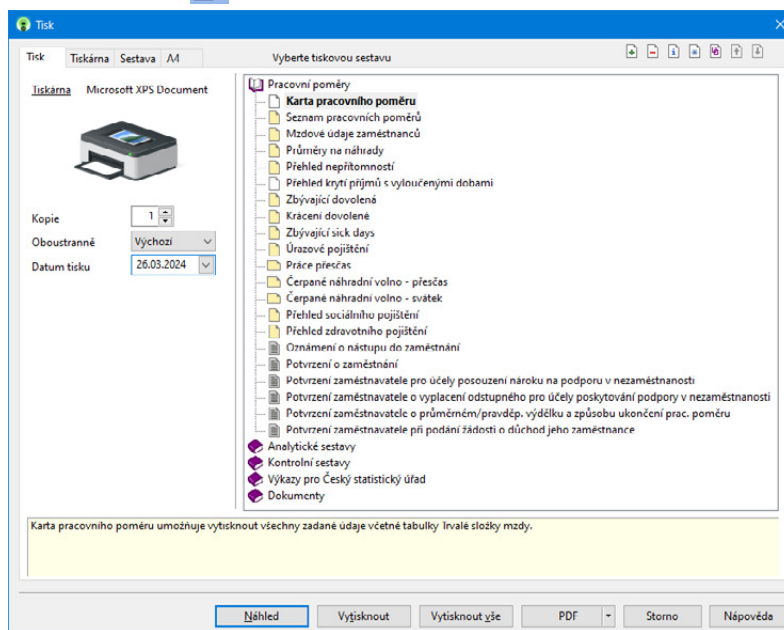 Tisk
Tisk Tiskárna Sestava A4 Vyberte tiskovou sestavu
Tiskárna Microsoft XPS Document
Kopie 1
Oboustranně Výchozí
Datum tisku 26.03.2024
Pracovní poměry
Karta pracovního poměru
Seznam pracovních poměrů
Mzdové údaje zaměstnanců
Průměry na náhrady
Přehled nepřítomností
Přehled krytí příjmů s vyloučenými dobami
Zbývající dovolená
Krácení dovolené
Zbývající sick days
Úrazové pojištění
Práce přesčas
Čerpané náhradní volno - přesčas
Čerpané náhradní volno - svátek
Přehled sociálního pojištění
Přehled zdravotního pojištění
Oznámení o nástupu do zaměstnání
Potvrzení o zaměstnání
Potvrzení zaměstnavatele pro účely posouzení nároku na podporu v nezaměstnanosti
Potvrzení zaměstnavatele o vyplacení odstupného pro účely poskytování podpory v nezaměstnanosti
Potvrzení zaměstnavatele o průměrném/pravděp. výdělku a způsobu ukončení prac. poměru
Potvrzení zaměstnavatele při podání žádosti o důchod jeho zaměstnance
Analytické sestavy
Kontrolní sestavy
Výkazy pro Český statistický úřad
Dokumenty
Karta pracovního poměru umožňuje vytisknout všechny zadané údaje včetně tabulky Trvalé složky mzdy.
Náhled Vytisknout Vytisknout vše PDF Storno Nápověda